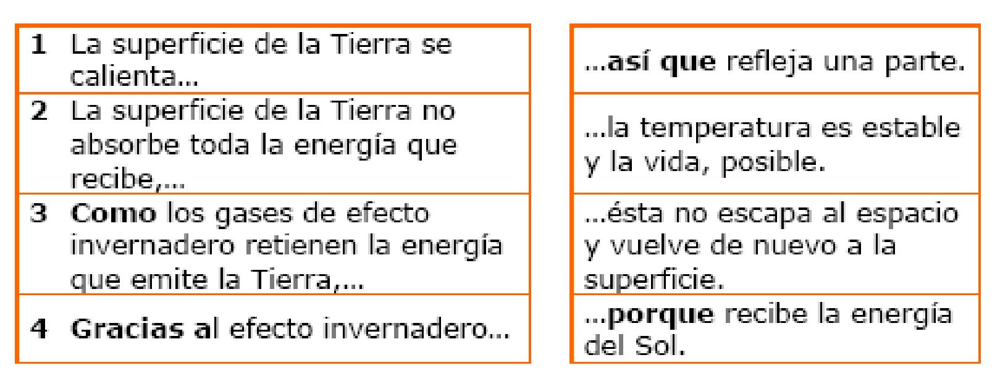 1 La superficie de la Tierra se
calienta...
2 La superficie de la Tierra no
absorbe toda la energía que
recibe,...
3 Como los gases de efecto
invernadero retienen la energía
que emite la Tierra,...
4 Gracias al efecto invernadero...
...así que refleja una parte.
...la temperatura es estable
y la vida, posible.
...ésta no escapa al espacio
y vuelve de nuevo a la
superficie.
...porque recibe la energía
del Sol.